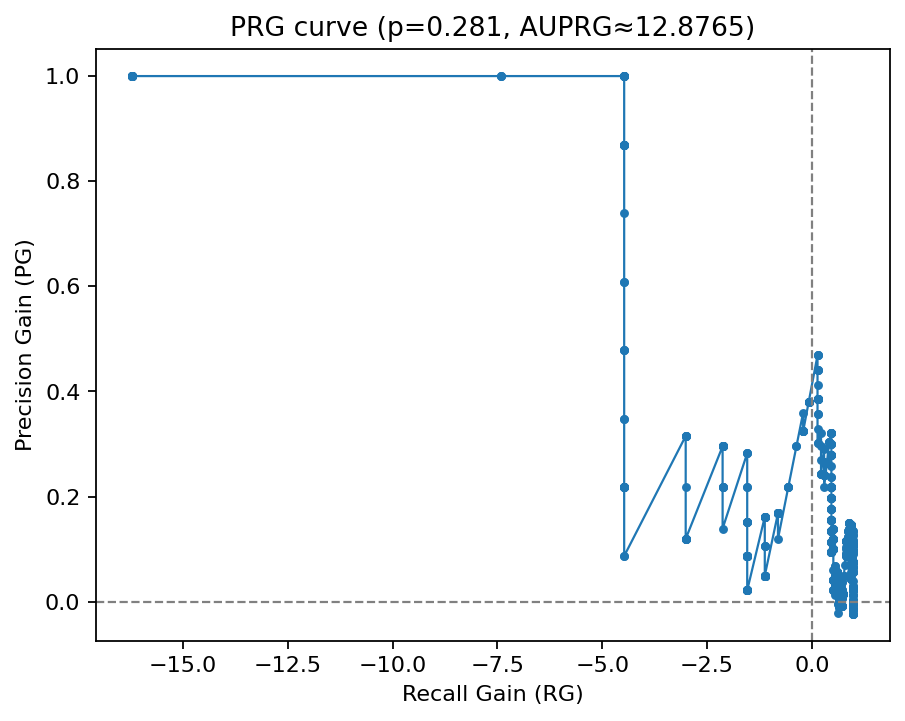 PRG curve (p=0.281, AUPRG≈12.8765)
Precision Gain (PG)
1.0
0.8
0.6
0.4
0.2
0.0
−15.0 −12.5 −10.0 −7.5 −5.0 −2.5 0.0
Recall Gain (RG)